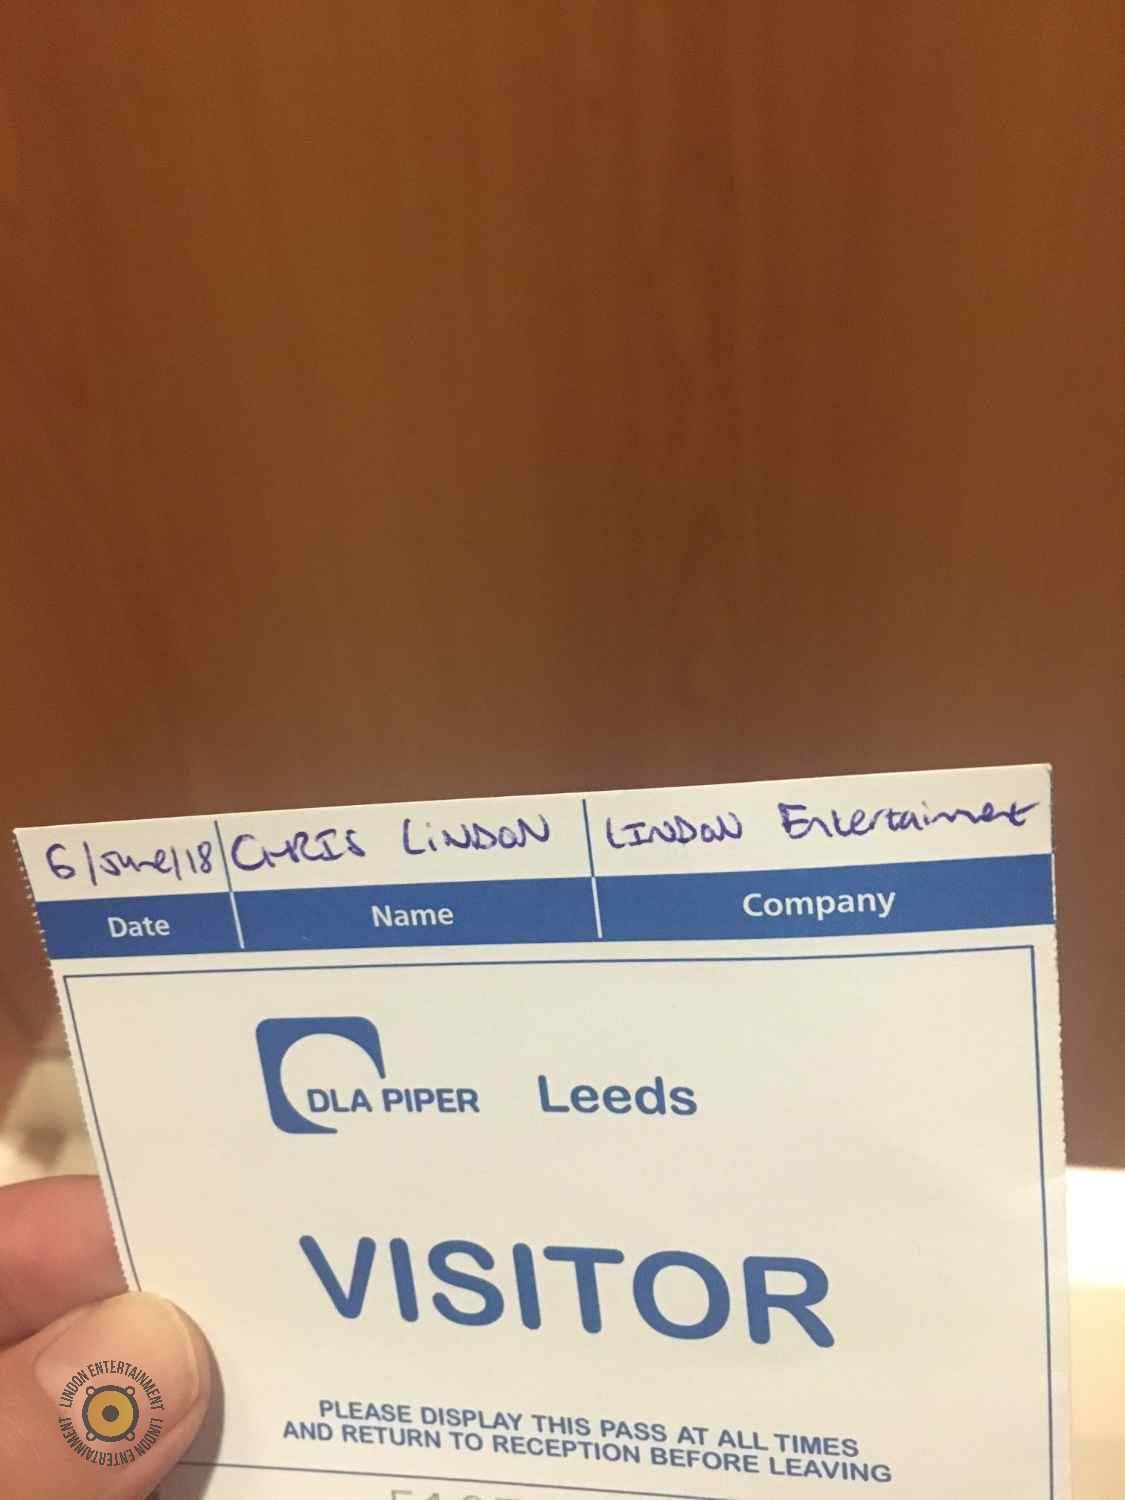 6/June/18 CHRIS LINDON LINDON Entertainment
Date Name Company
DLA PIPER Leeds
VISITOR
PLEASE DISPLAY THIS PASS AT ALL TIMES
AND RETURN TO RECEPTION BEFORE LEAVING
LINDON ENTERTAINMENT LINDON ENTERTAINMENT